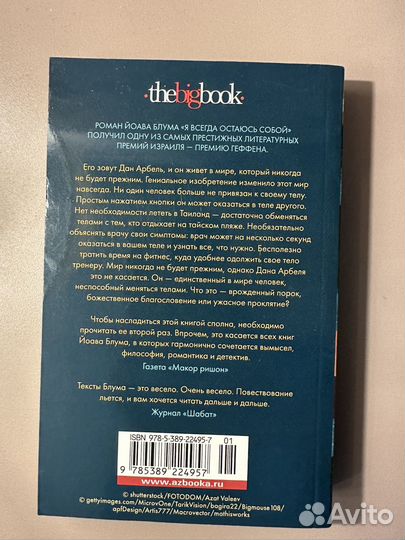 ·thebigbook·
РОМАН ЙОАВА БЛУМА «Я ВСЕГДА ОСТАЮСЬ СОБОЙ»
ПОЛУЧИЛ ОДНУ ИЗ САМЫХ ПРЕСТИЖНЫХ ЛИТЕРАТУРНЫХ
ПРЕМИЙ ИЗРАИЛЯ — ПРЕМИЮ ГЕФФЕНА.
Его зовут Дан Арбель, и он живет в мире, который никогда
не будет прежним. Гениальное изобретение изменило этот мир
навсегда. Ни один человек больше не привязан к своему телу.
Простым нажатием кнопки он может оказаться в теле другого.
Нет необходимости лететь в Таиланд — достаточно обменяться
телами с тем, кто отдыхает на тайском пляже. Необязательно
объяснять врачу свои симптомы: врач может на несколько секунд
оказаться в вашем теле и узнать все, что нужно. Бесполезно
тратить время на фитнес, куда удобнее одолжить свое тело
тренеру. Мир никогда не будет прежним, однако Дана Арбеля
это не касается. Он — единственный в мире человек,
неспособный меняться телами. Что это — врожденный порок,
божественное благословение или ужасное проклятие?
Чтобы насладиться этой книгой сполна, необходимо
прочитать ее второй раз. Впрочем, это касается всех книг
Йоава Блума, в которых гармонично сочетается вымысел,
философия, романтика и детектив.
Газета «Макор ришон»
Тексты Блума — это весело. Очень весело. Повествование
льется, и вам хочется читать дальше и дальше.
Журнал «Шабат»
ISBN 978-5-389-22495-7
01
9 785389 224957
www.azbooka.ru
© shutterstock/FOTODOM/Azat Valeev
© gettyimages.com/MicrovOne/TarikVision/bagira22/Bigmouse108/
apfDesign/Artis777/Macrovector/mathisworks
Avito